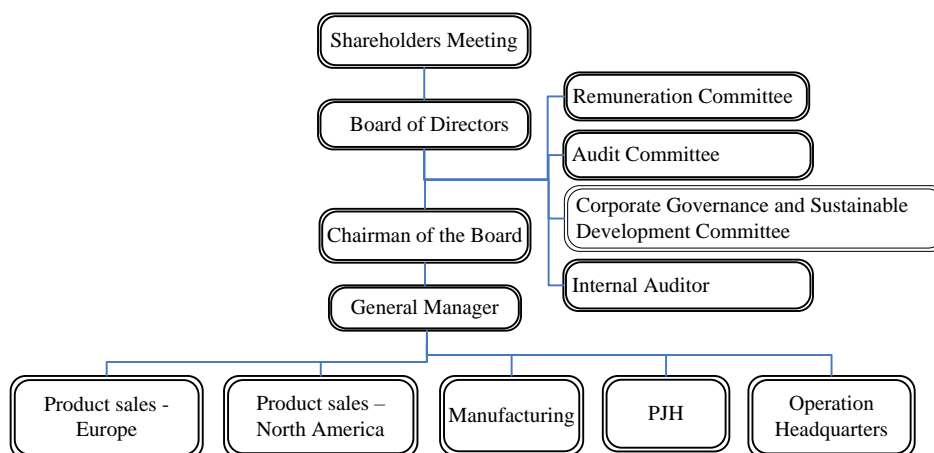 Shareholders Meeting
Board of Directors
Remuneration Committee
Audit Committee
Corporate Governance and Sustainable
Development Committee
Internal Auditor
Chairman of the Board
General Manager
Product sales -
Europe
Product sales –
North America
Manufacturing
PJH
Operation
Headquarters